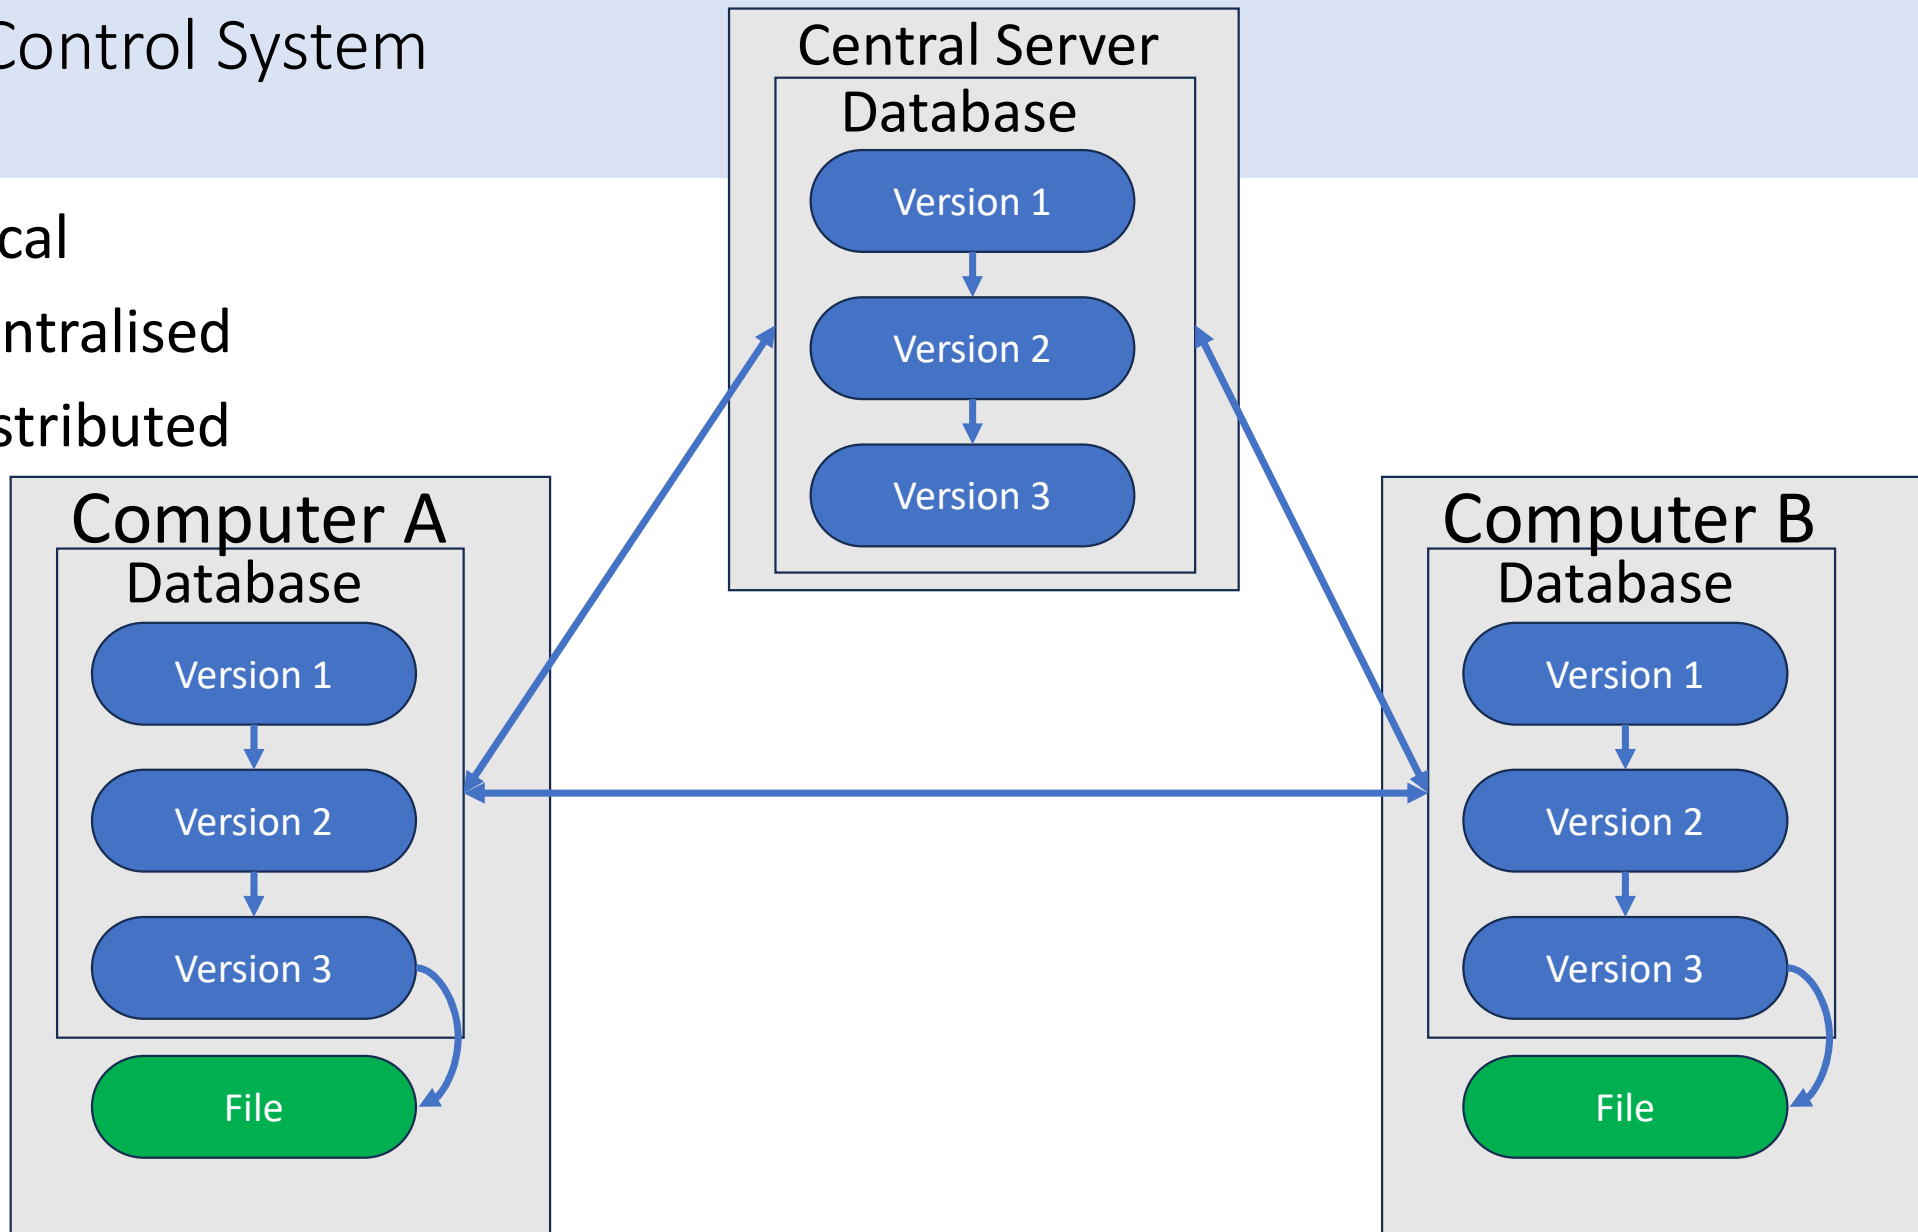 Control System
cal
ntralised
stributed
Central Server
Database
Version 1
Version 2
Version 3
Computer A
Database
Version 1
Version 2
Version 3
File
Computer B
Database
Version 1
Version 2
Version 3
File